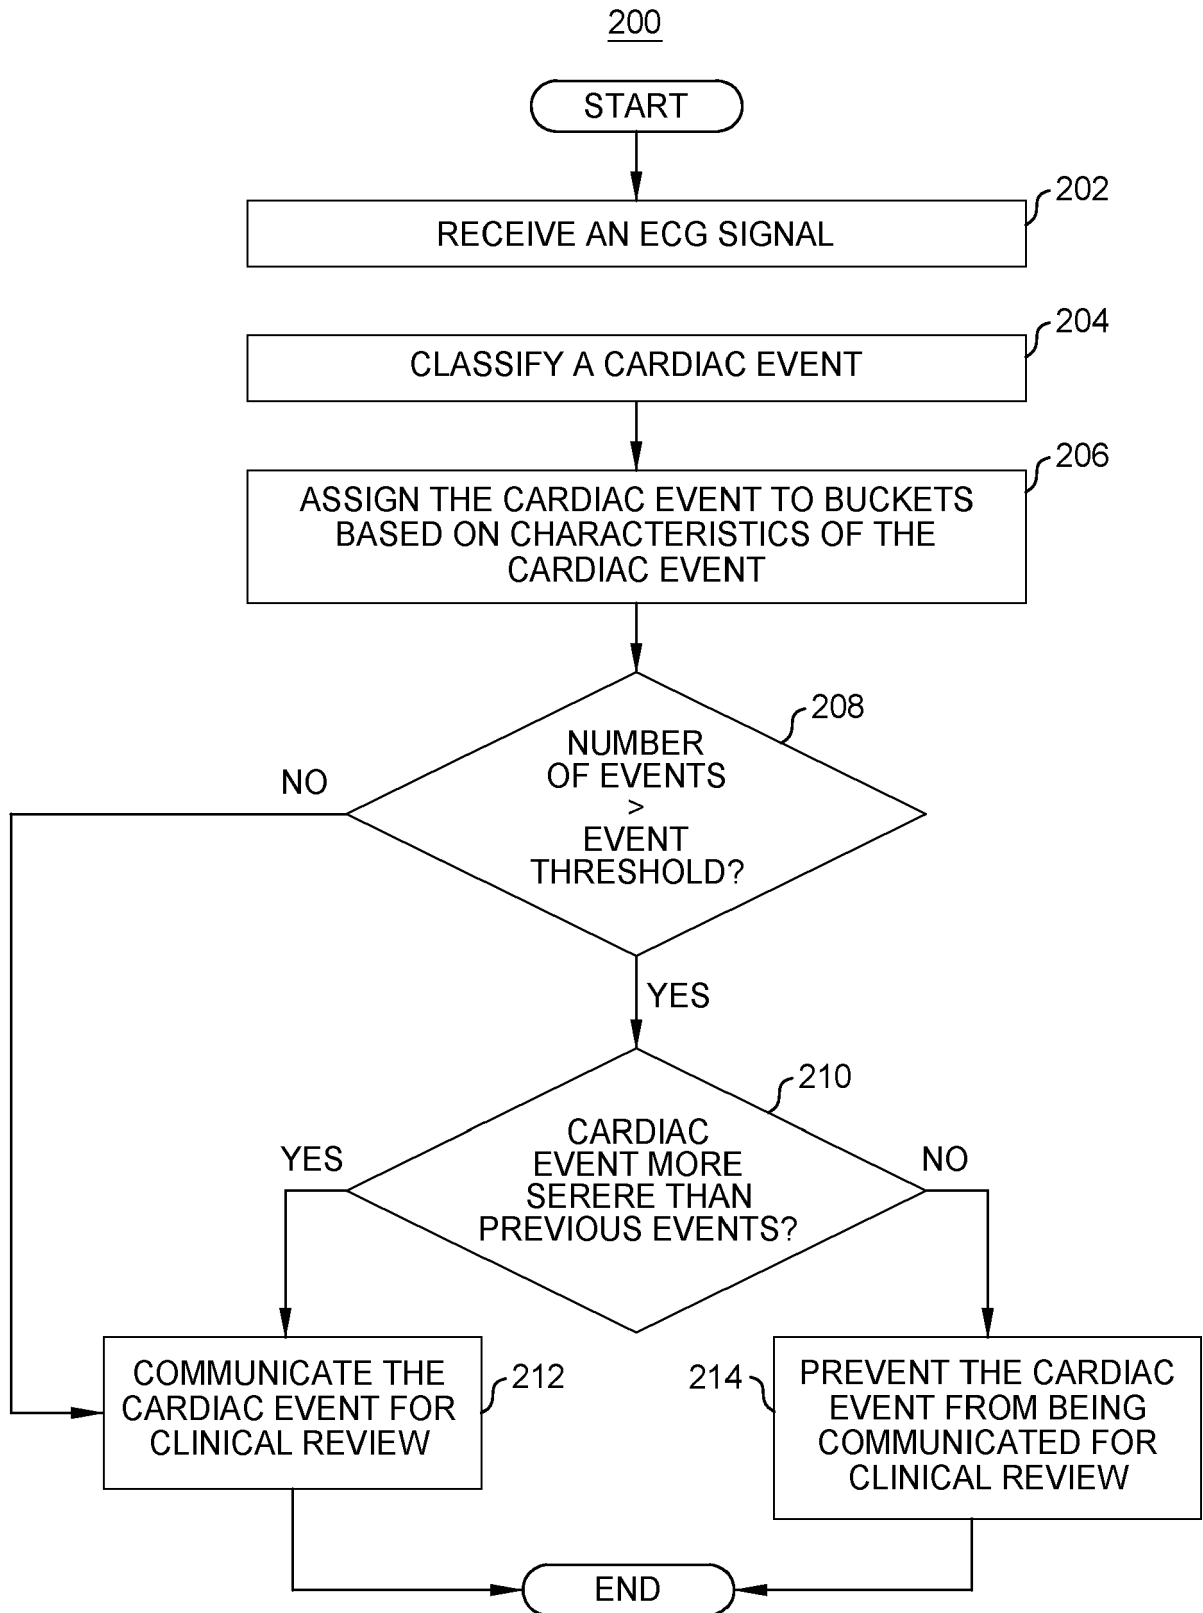 200
START
202
RECEIVE AN ECG SIGNAL
204
CLASSIFY A CARDIAC EVENT
206
ASSIGN THE CARDIAC EVENT TO BUCKETS
BASED ON CHARACTERISTICS OF THE
CARDIAC EVENT
208
NUMBER
OF EVENTS
>
EVENT
THRESHOLD?
NO
YES
210
CARDIAC
EVENT MORE
SERERE THAN
PREVIOUS EVENTS?
YES
NO
COMMUNICATE THE
CARDIAC EVENT FOR
CLINICAL REVIEW
212
214
PREVENT THE CARDIAC
EVENT FROM BEING
COMMUNICATED FOR
CLINICAL REVIEW
END